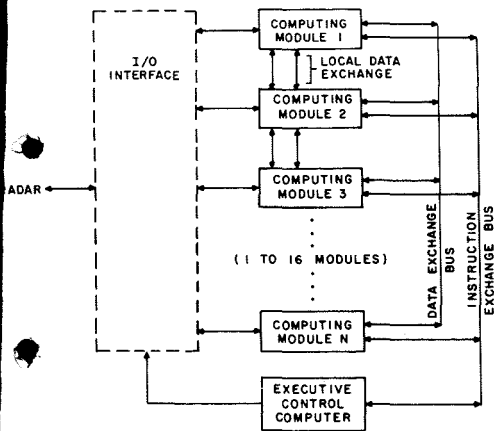 I/O
INTERFACE
COMPUTING
MODULE 1
LOCAL DATA
EXCHANGE
COMPUTING
MODULE 2
COMPUTING
MODULE 3
ADAR
(1 TO 16 MODULES)
DATA EXCHANGE
BUS
INSTRUCTION
EXCHANGE BUS
COMPUTING
MODULE N
EXECUTIVE
CONTROL
COMPUTER